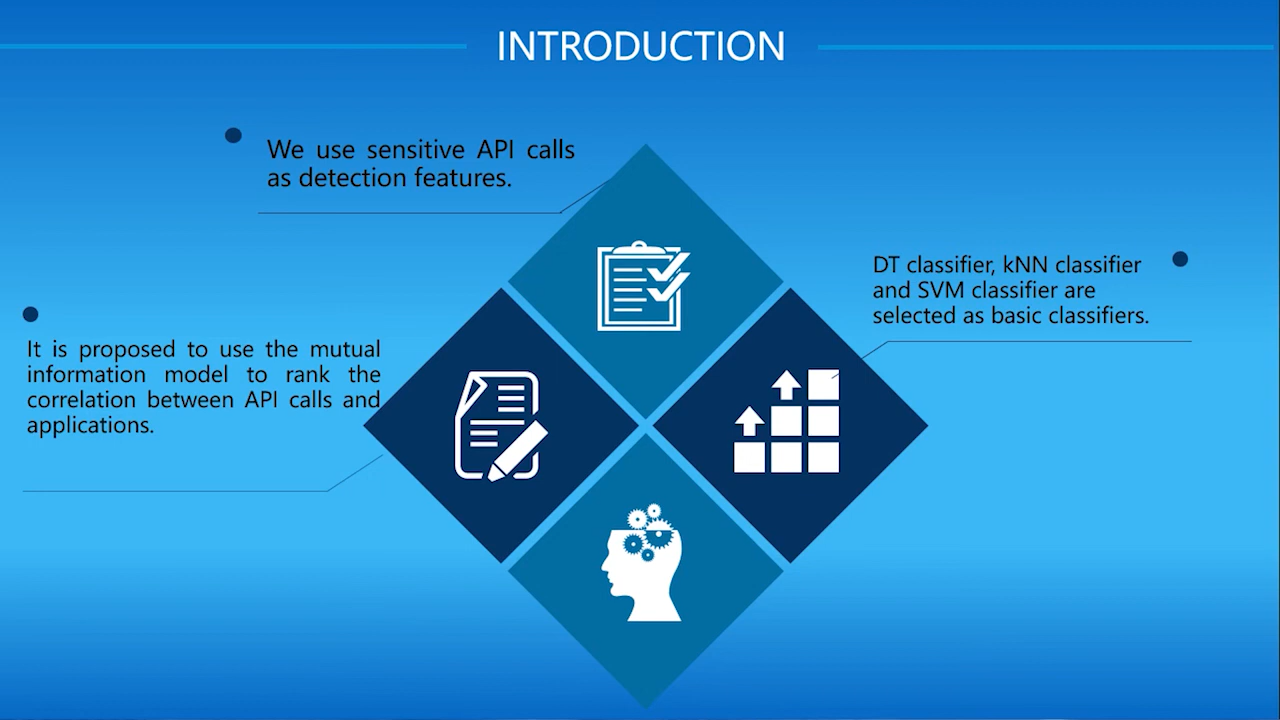 INTRODUCTION
We use sensitive API calls
as detection features.
DT classifier, kNN classifier
and SVM classifier are
selected as basic classifiers.
It is proposed to use the mutual
information model to rank the
correlation between API calls and
applications.